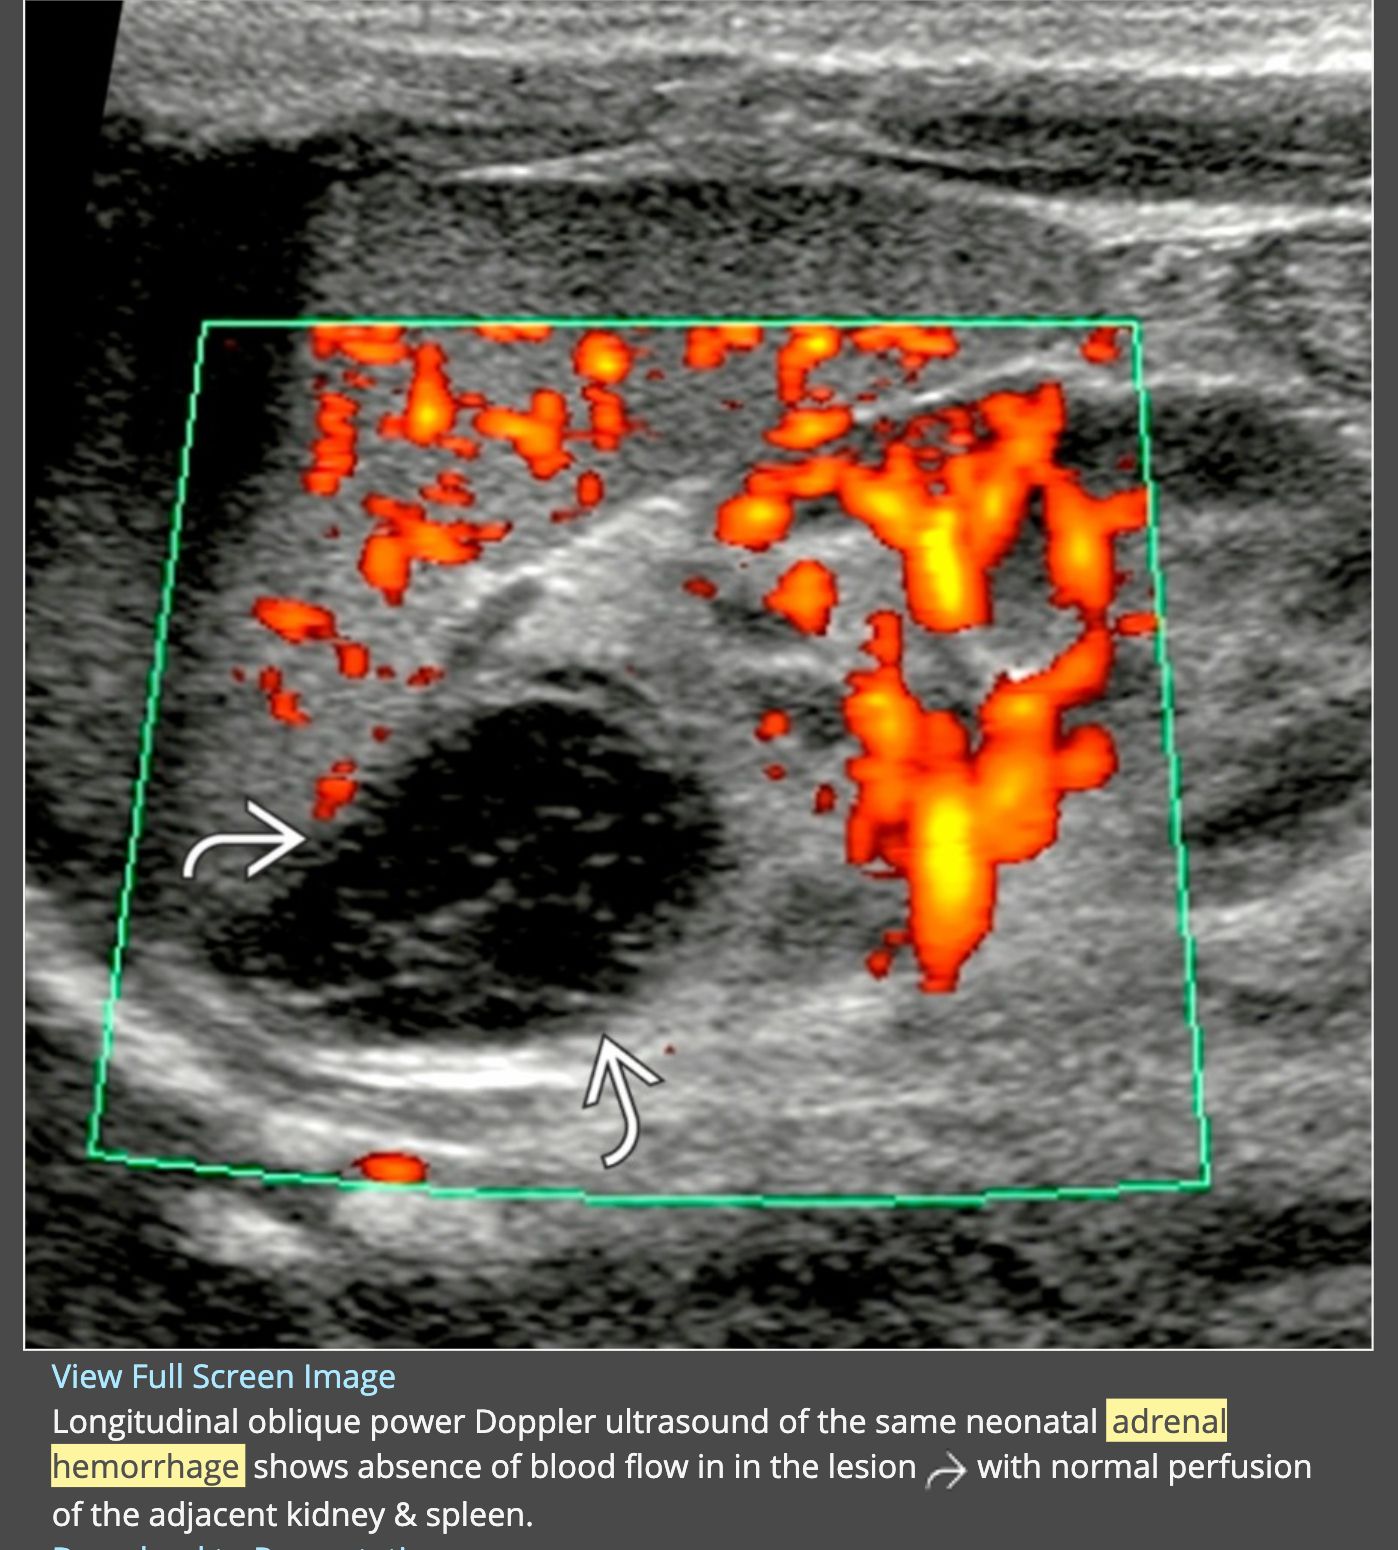 View Full Screen Image
Longitudinal oblique power Doppler ultrasound of the same neonatal adrenal
hemorrhage shows absence of blood flow in in the lesion with normal perfusion
of the adjacent kidney & spleen.